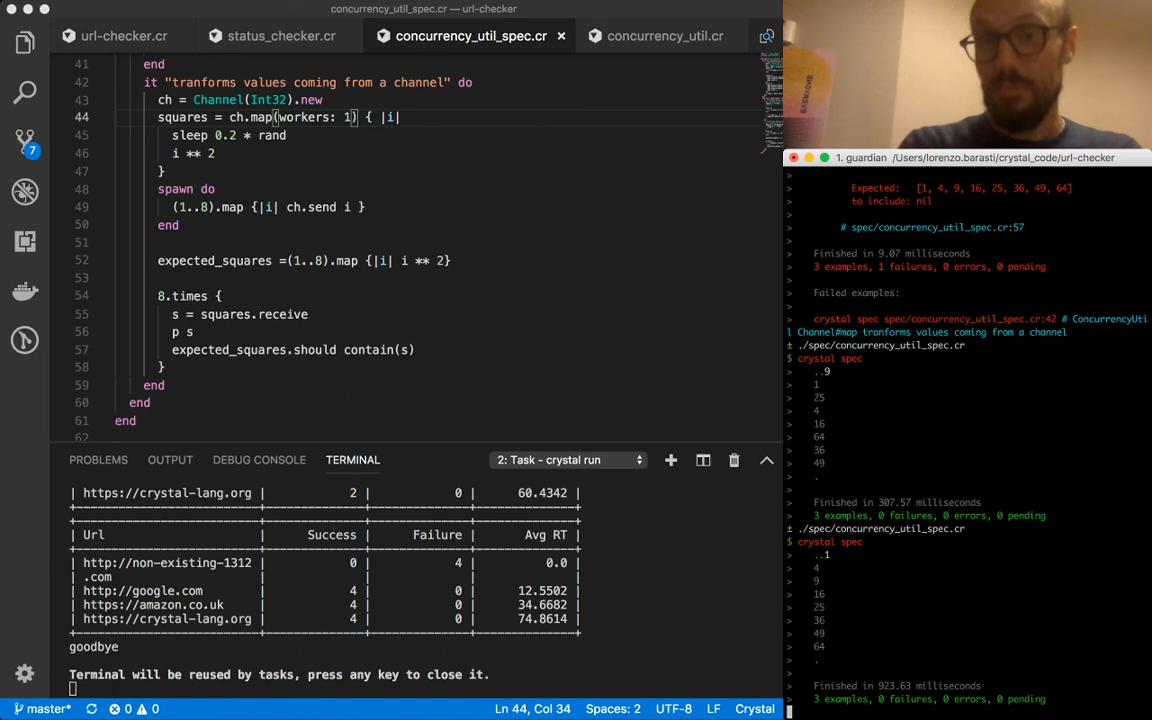 concurrency_util_spec.cr — url-checker
url-checker.cr
status_checker.cr
concurrency_util_spec.cr
concurrency_util.cr
41 end
42 it "tranforms values coming from a channel" do
43 ch = Channel(Int32).new
44 squares = ch.map(workers: 1) { |i|
45 sleep 0.2 * rand
46 i ** 2
47 }
48 spawn do
49 (1..8).map {|i| ch.send i }
50 end
51
52 expected_squares =(1..8).map {|i| i ** 2}
53
54 8.times {
55 s = squares.receive
56 p s
57 expected_squares.should contain(s)
58 }
59 end
60 end
61 end
62
7
PROBLEMS OUTPUT DEBUG CONSOLE TERMINAL 2: Task - crystal run
| https://crystal-lang.org | 2 | 0 | 60.4342 |
| Url | Success | Failure | Avg RT |
| http://non-existing-1312 | 0 | 4 | 0.0 |
| .com | | | |
| http://google.com | 4 | 0 | 12.5502 |
| https://amazon.co.uk | 4 | 0 | 34.6682 |
| https://crystal-lang.org | 4 | 0 | 74.8614 |
goodbye
Terminal will be reused by tasks, press any key to close it.
master* 0 0 Ln 44, Col 34 Spaces: 2 UTF-8 LF Crystal
1. guardian /Users/lorenzo.barasti/crystal_code/url-checker
>
> Expected: [1, 4, 9, 16, 25, 36, 49, 64]
> to include: nil
>
> # spec/concurrency_util_spec.cr:57
>
> Finished in 9.07 milliseconds
> 3 examples, 1 failures, 0 errors, 0 pending
>
> Failed examples:
>
> crystal spec spec/concurrency_util_spec.cr:42 # ConcurrencyUti
l Channel#map tranforms values coming from a channel
± ./spec/concurrency_util_spec.cr
$ crystal spec
> ..9
> 1
> 25
> 4
> 16
> 64
> 36
> 49
> .
>
> Finished in 307.57 milliseconds
> 3 examples, 0 failures, 0 errors, 0 pending
± ./spec/concurrency_util_spec.cr
$ crystal spec
> ..1
> 4
> 9
> 16
> 25
> 36
> 49
> 64
> .
>
> Finished in 923.63 milliseconds
> 3 examples, 0 failures, 0 errors, 0 pending